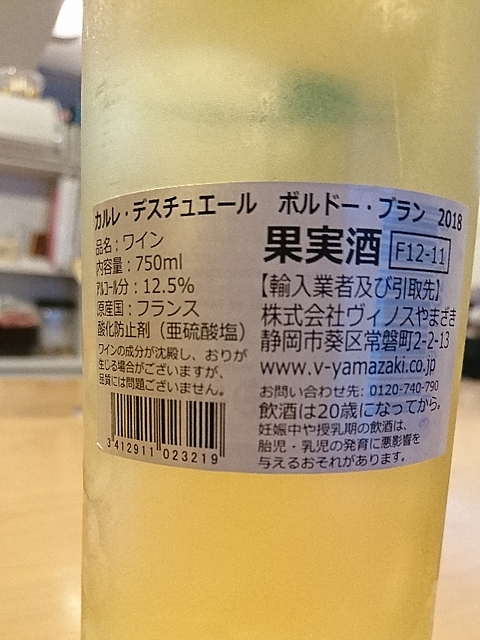 カルレ・デスチュエール　ボルドー・ブラン　2018
品名：ワイン
内容量：750ml
ｱﾙｺｰﾙ分：12.5%
原産国：フランス
酸化防止剤（亜硫酸塩）
ワインの成分が沈殿し、おりが
生じる場合がございますが、
品質には問題ございません。
3 412911 023219
果実酒 F12-11
【輸入業者及び引取先】
株式会社ヴィノスやまざき
静岡市葵区常磐町2-2-13
www.v-yamazaki.co.jp
お問い合わせ先: 0120-740-790
飲酒は20歳になってから。
妊娠中や授乳期の飲酒は、
胎児・乳児の発育に悪影響を
与えるおそれがあります。